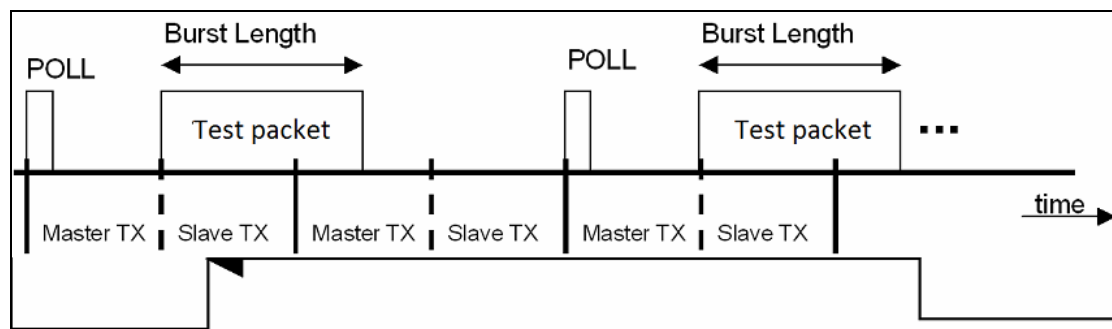 Burst Length
Burst Length
POLL
POLL
Test packet
Test packet
...
time
Master TX
Slave TX
Master TX
Slave TX
Master TX
Slave TX